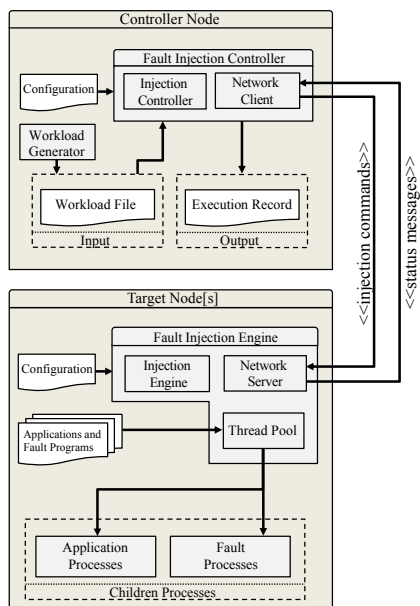 Controller Node
Fault Injection Controller
Configuration
Injection
Controller
Network
Client
Workload
Generator
Workload File
Execution Record
Input
Output
<<injection commands>>
<<status messages>>
Target Node[s]
Fault Injection Engine
Configuration
Injection
Engine
Network
Server
Applications and
Fault Programs
Thread Pool
Application
Processes
Fault
Processes
Children Processes